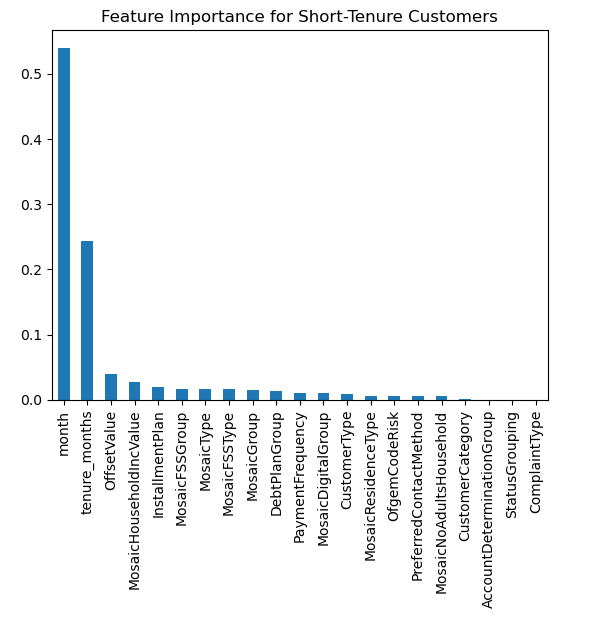 Feature Importance for Short-Tenure Customers
0.5
0.4
0.3
0.2
0.1
0.0
month
tenure_months
OffsetValue
MosaicHouseholdIncValue
InstallmentPlan
MosaicFSSGroup
MosaicType
MosaicFSSType
MosaicGroup
DebtPlanGroup
PaymentFrequency
MosaicDigitalGroup
CustomerType
MosaicResidenceType
OfgemCodeRisk
PreferredContactMethod
MosaicNoAdultsHousehold
CustomerCategory
AccountDeterminationGroup
StatusGrouping
ComplaintType